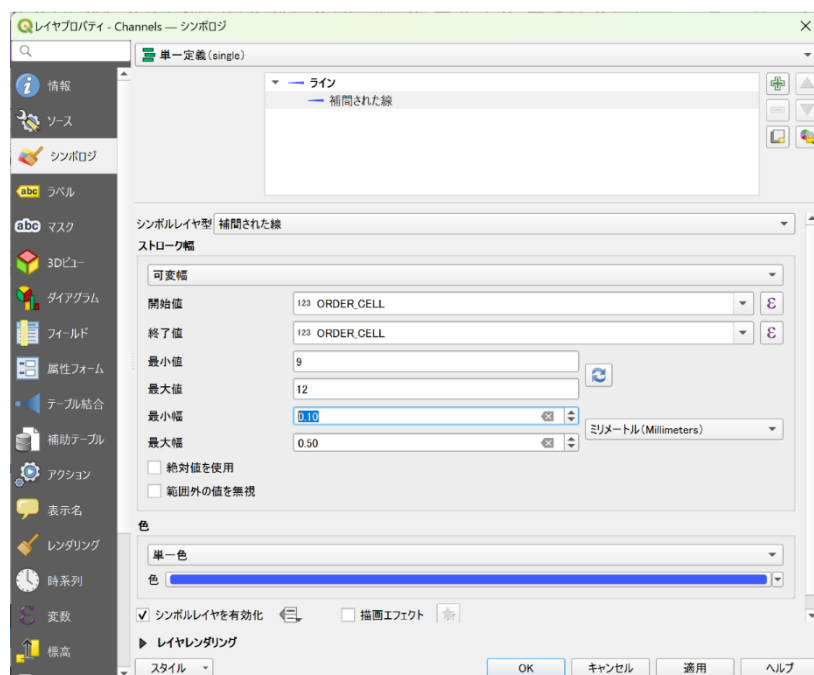 レイヤプロパティ - Channels — シンボロジ
単一定義(single)
情報
ソース
シンボロジ
abc ラベル
abc マスク
3Dビュー
ダイアグラム
フィールド
属性フォーム
テーブル結合
補助テーブル
アクション
表示名
レンダリング
時系列
変数
標高
ライン
補間された線
シンボルレイヤ型 補間された線
ストローク幅
可変幅
開始値 123 ORDER_CELL ε
終了値 123 ORDER_CELL ε
最小値 9
最大値 12
最小幅 0.10
ミリメートル(Millimeters)
最大幅 0.50
絶対値を使用
範囲外の値を無視
色
単一色
色
シンボルレイヤを有効化 描画エフェクト
レイヤレンダリング
スタイル OK キャンセル 適用 ヘルプ